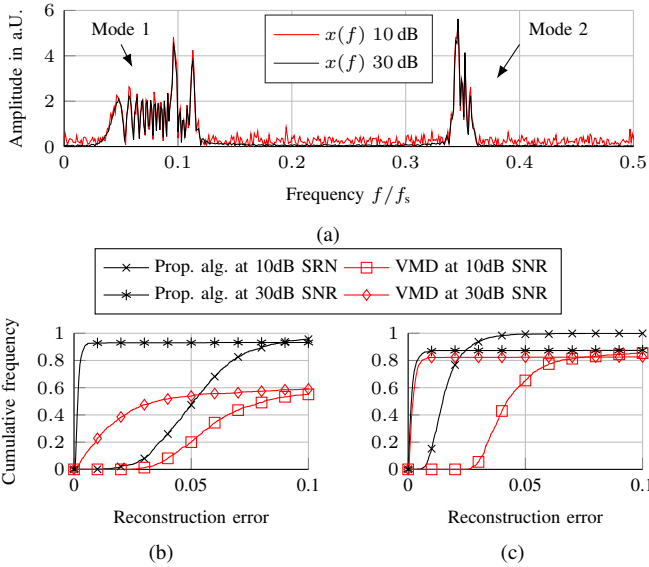 Amplitude in a.U.
6
4
2
0
Mode 1
x(f) 10 dB
x(f) 30 dB
Mode 2
0 0.1 0.2 0.3 0.4 0.5
Frequency f/fs
(a)
Prop. alg. at 10dB SRN VMD at 10dB SNR
Prop. alg. at 30dB SNR VMD at 30dB SNR
Cumulative frequency
1
0.8
0.6
0.4
0.2
0
0 0.05 0.1
Reconstruction error
(b)
1
0.8
0.6
0.4
0.2
0
0 0.05 0.1
Reconstruction error
(c)